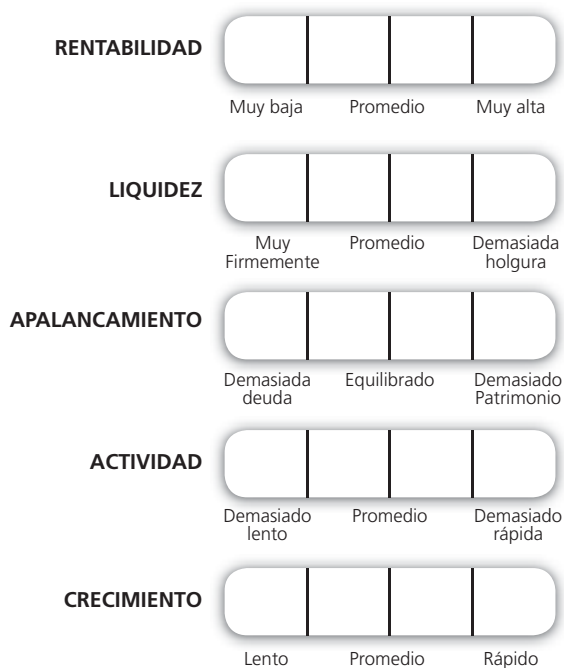 RENTABILIDAD
Muy baja Promedio Muy alta
LIQUIDEZ
Muy Firmemente Promedio Demasiada holgura
APALANCAMIENTO
Demasiada deuda Equilibrado Demasiado Patrimonio
ACTIVIDAD
Demasiado lento Promedio Demasiado rápida
CRECIMIENTO
Lento Promedio Rápido